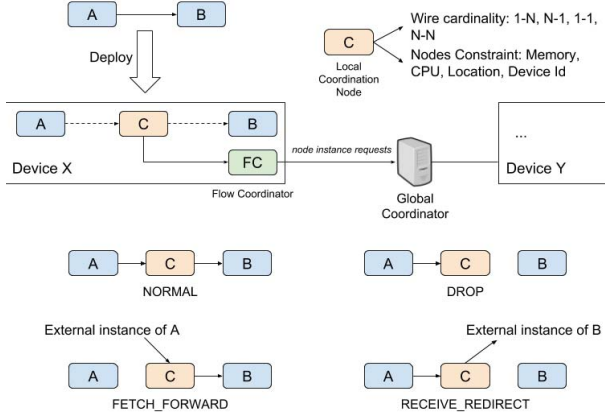 A
B
Deploy
C
Local
Coordination
Node
Wire cardinality: 1-N, N-1, 1-1,
N-N
Nodes Constraint: Memory,
CPU, Location, Device Id
A
C
B
Device X
FC
Flow Coordinator
node instance requests
Global
Coordinator
...
Device Y
A
C
B
NORMAL
A
C
B
DROP
External instance of A
A
C
B
FETCH_FORWARD
External instance of B
A
C
B
RECEIVE_REDIRECT